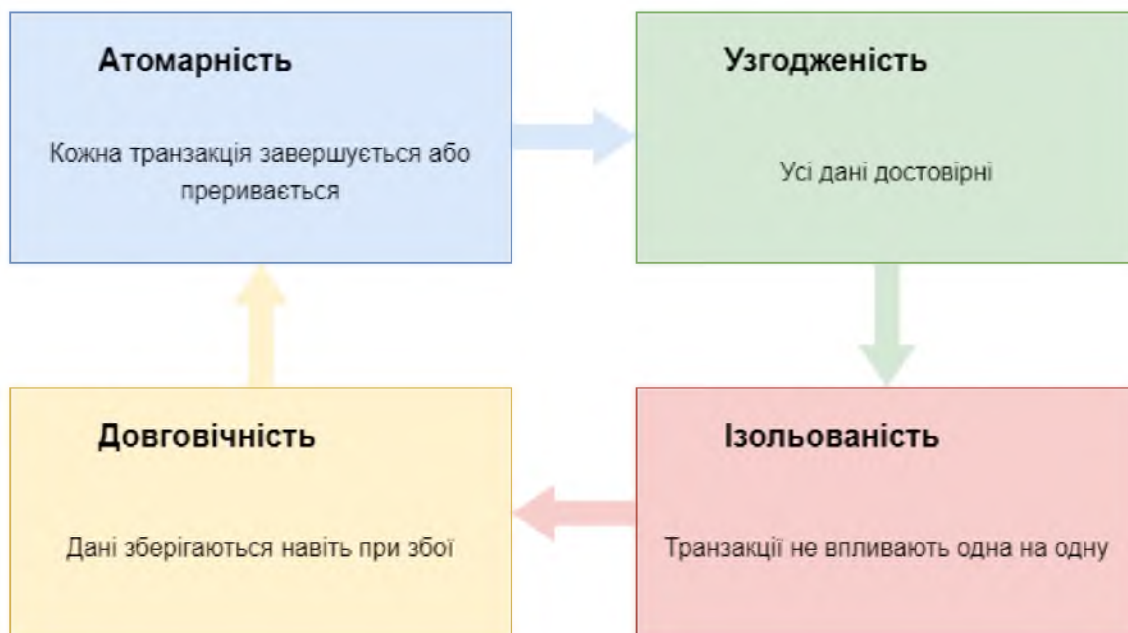 Атомарність
Кожна транзакція завершується або
преривається
Узгодженість
Усі дані достовірні
Довговічність
Дані зберігаються навіть при збої
Ізольованість
Транзакції не впливають одна на одну